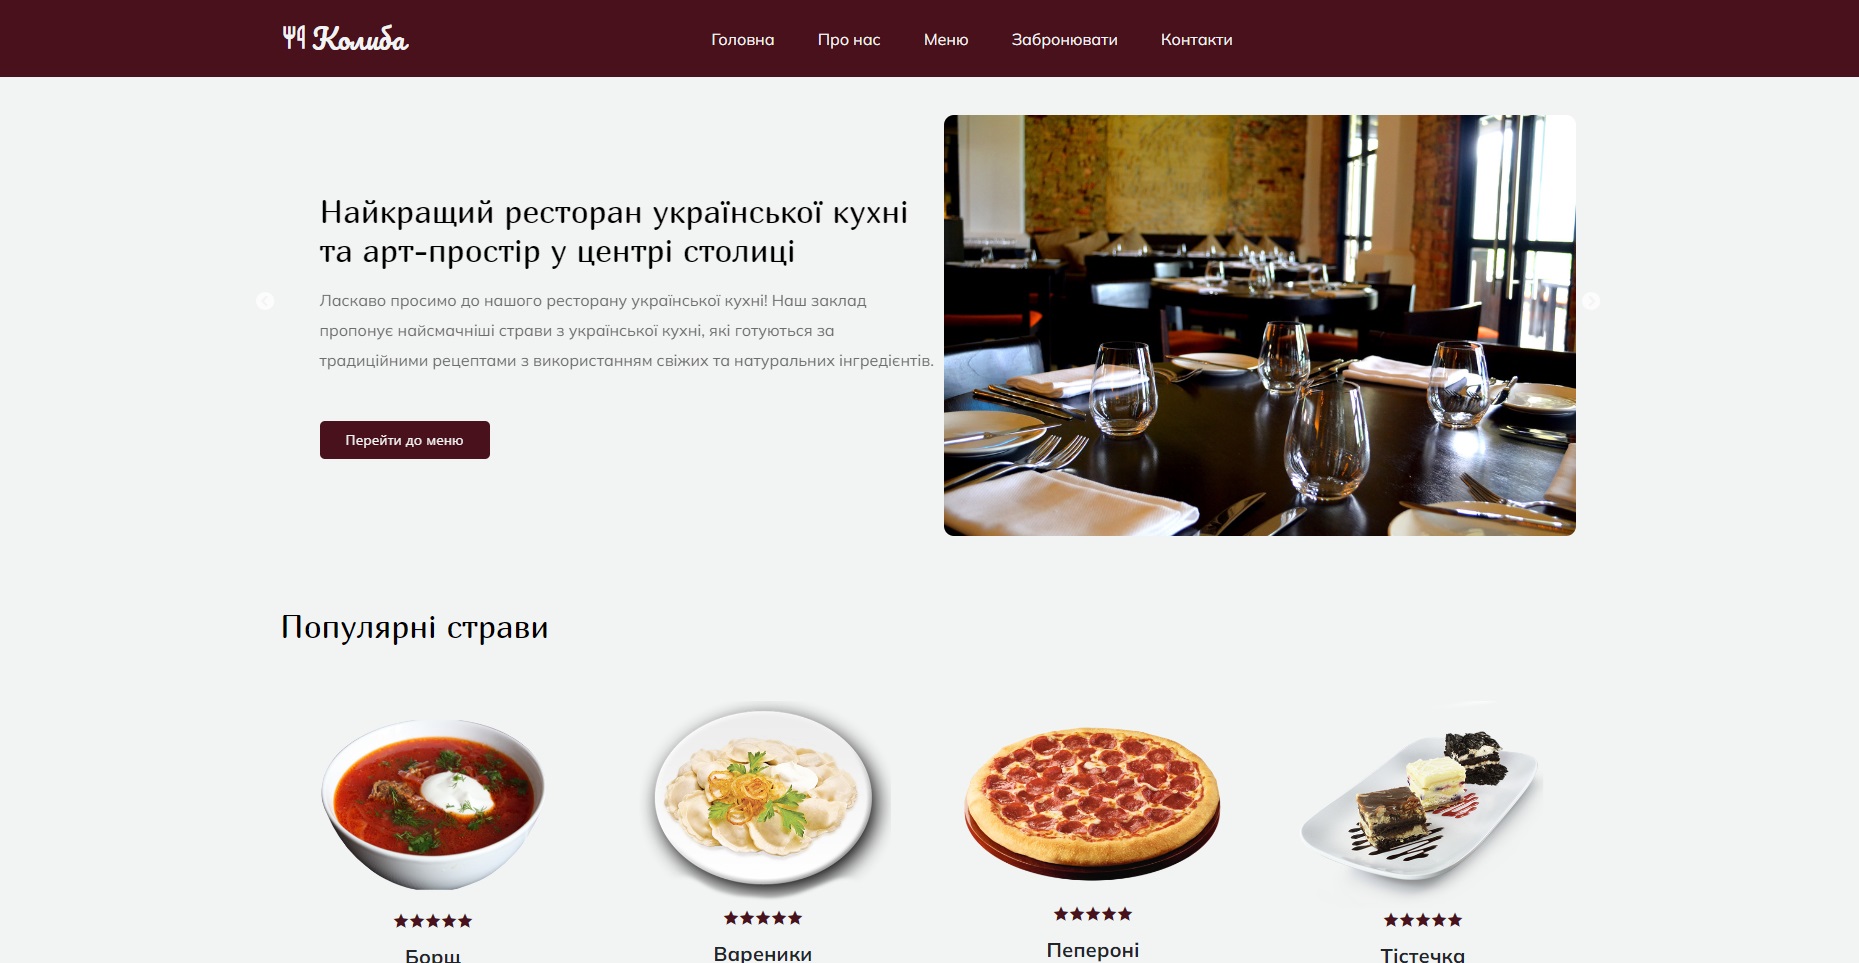 Колиба
Головна Про нас Меню Забронювати Контакти
Найкращий ресторан української кухні
та арт-простір у центрі столиці
Ласкаво просимо до нашого ресторану української кухні! Наш заклад
пропонує найсмачніші страви з української кухні, які готуються за
традиційними рецептами з використанням свіжих та натуральних інгредієнтів.
Перейти до меню
Популярні страви
Борщ Вареники Пепероні Тістечка